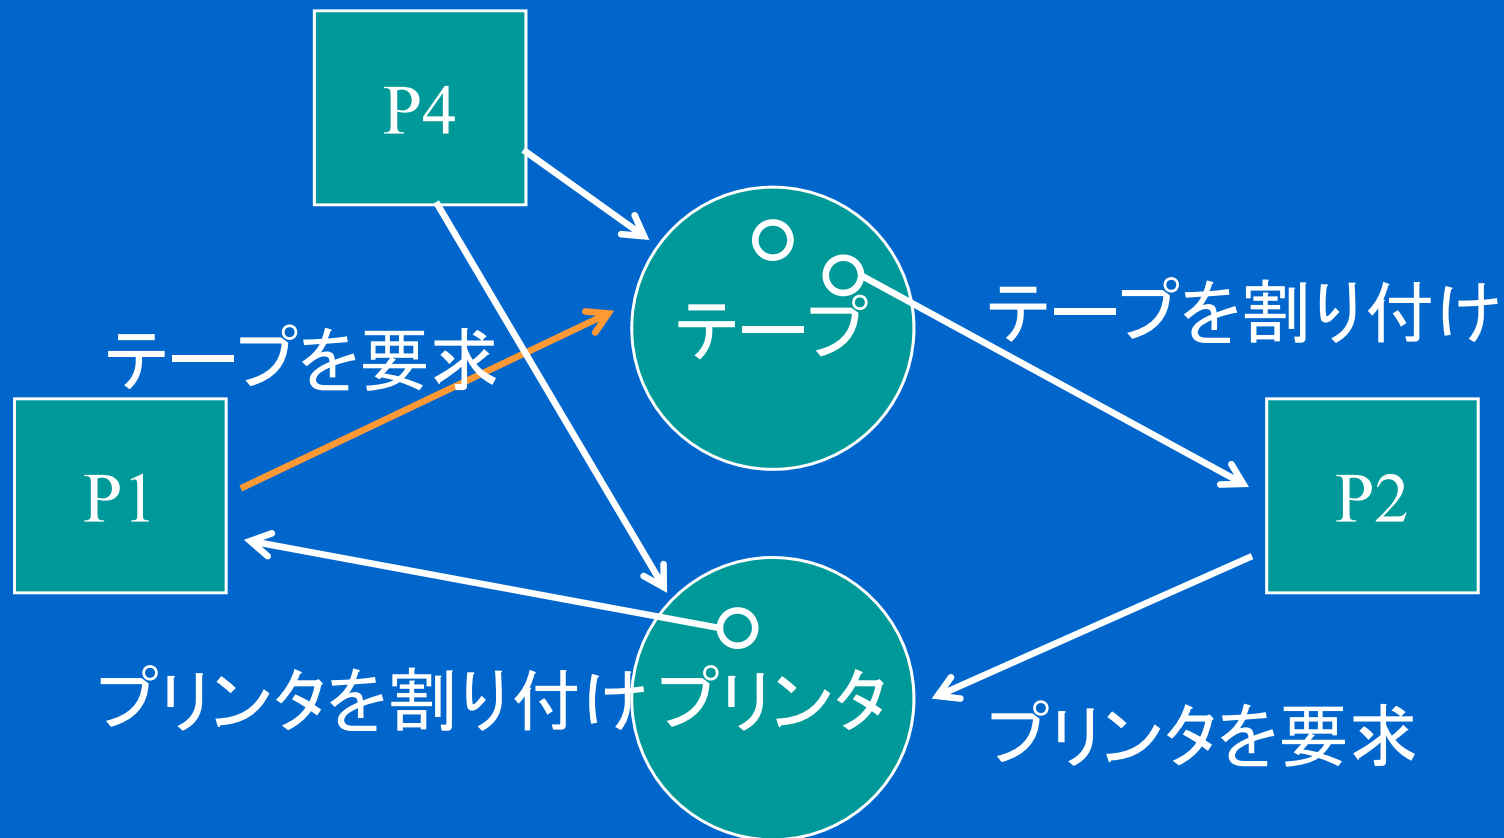 P4
テープ
テープを割り付け
テープを要求
P1
P2
プリンタを割り付け
プリンタ
プリンタを要求